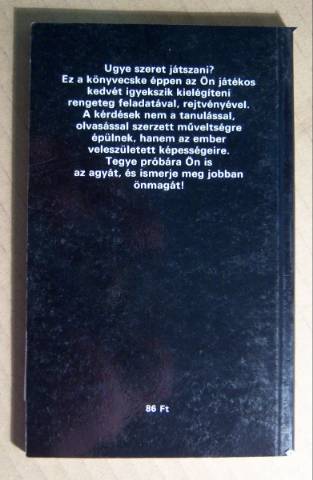 Ugye szeret játszani?
Ez a könyvecske éppen az Ön játékos
kedvét igyekszik kielégíteni
rengeteg feladatával, rejtvényével.
A kérdések nem a tanulással,
olvasással szerzett műveltségre
épülnek, hanem az ember
veleszületett képességeire.
Tegye próbára Ön is
az agyát, és ismerje meg jobban
önmagát!
86 Ft